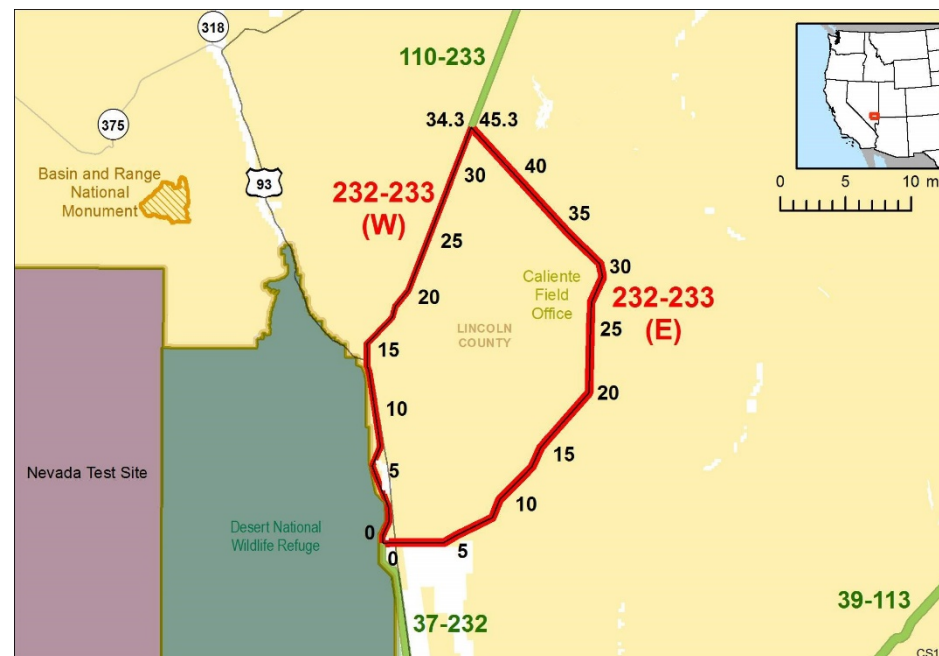 318
110-233
375
34.3
45.3
Basin and Range
National
Monument
93
232-233
(W)
30
40
35
0
5
10 m
25
30
Caliente
Field
Office
232-233
(E)
20
LINCOLN
COUNTY
25
15
20
10
15
5
Nevada Test Site
10
Desert National
Wildlife Refuge
0
0
5
37-232
39-113
CS1